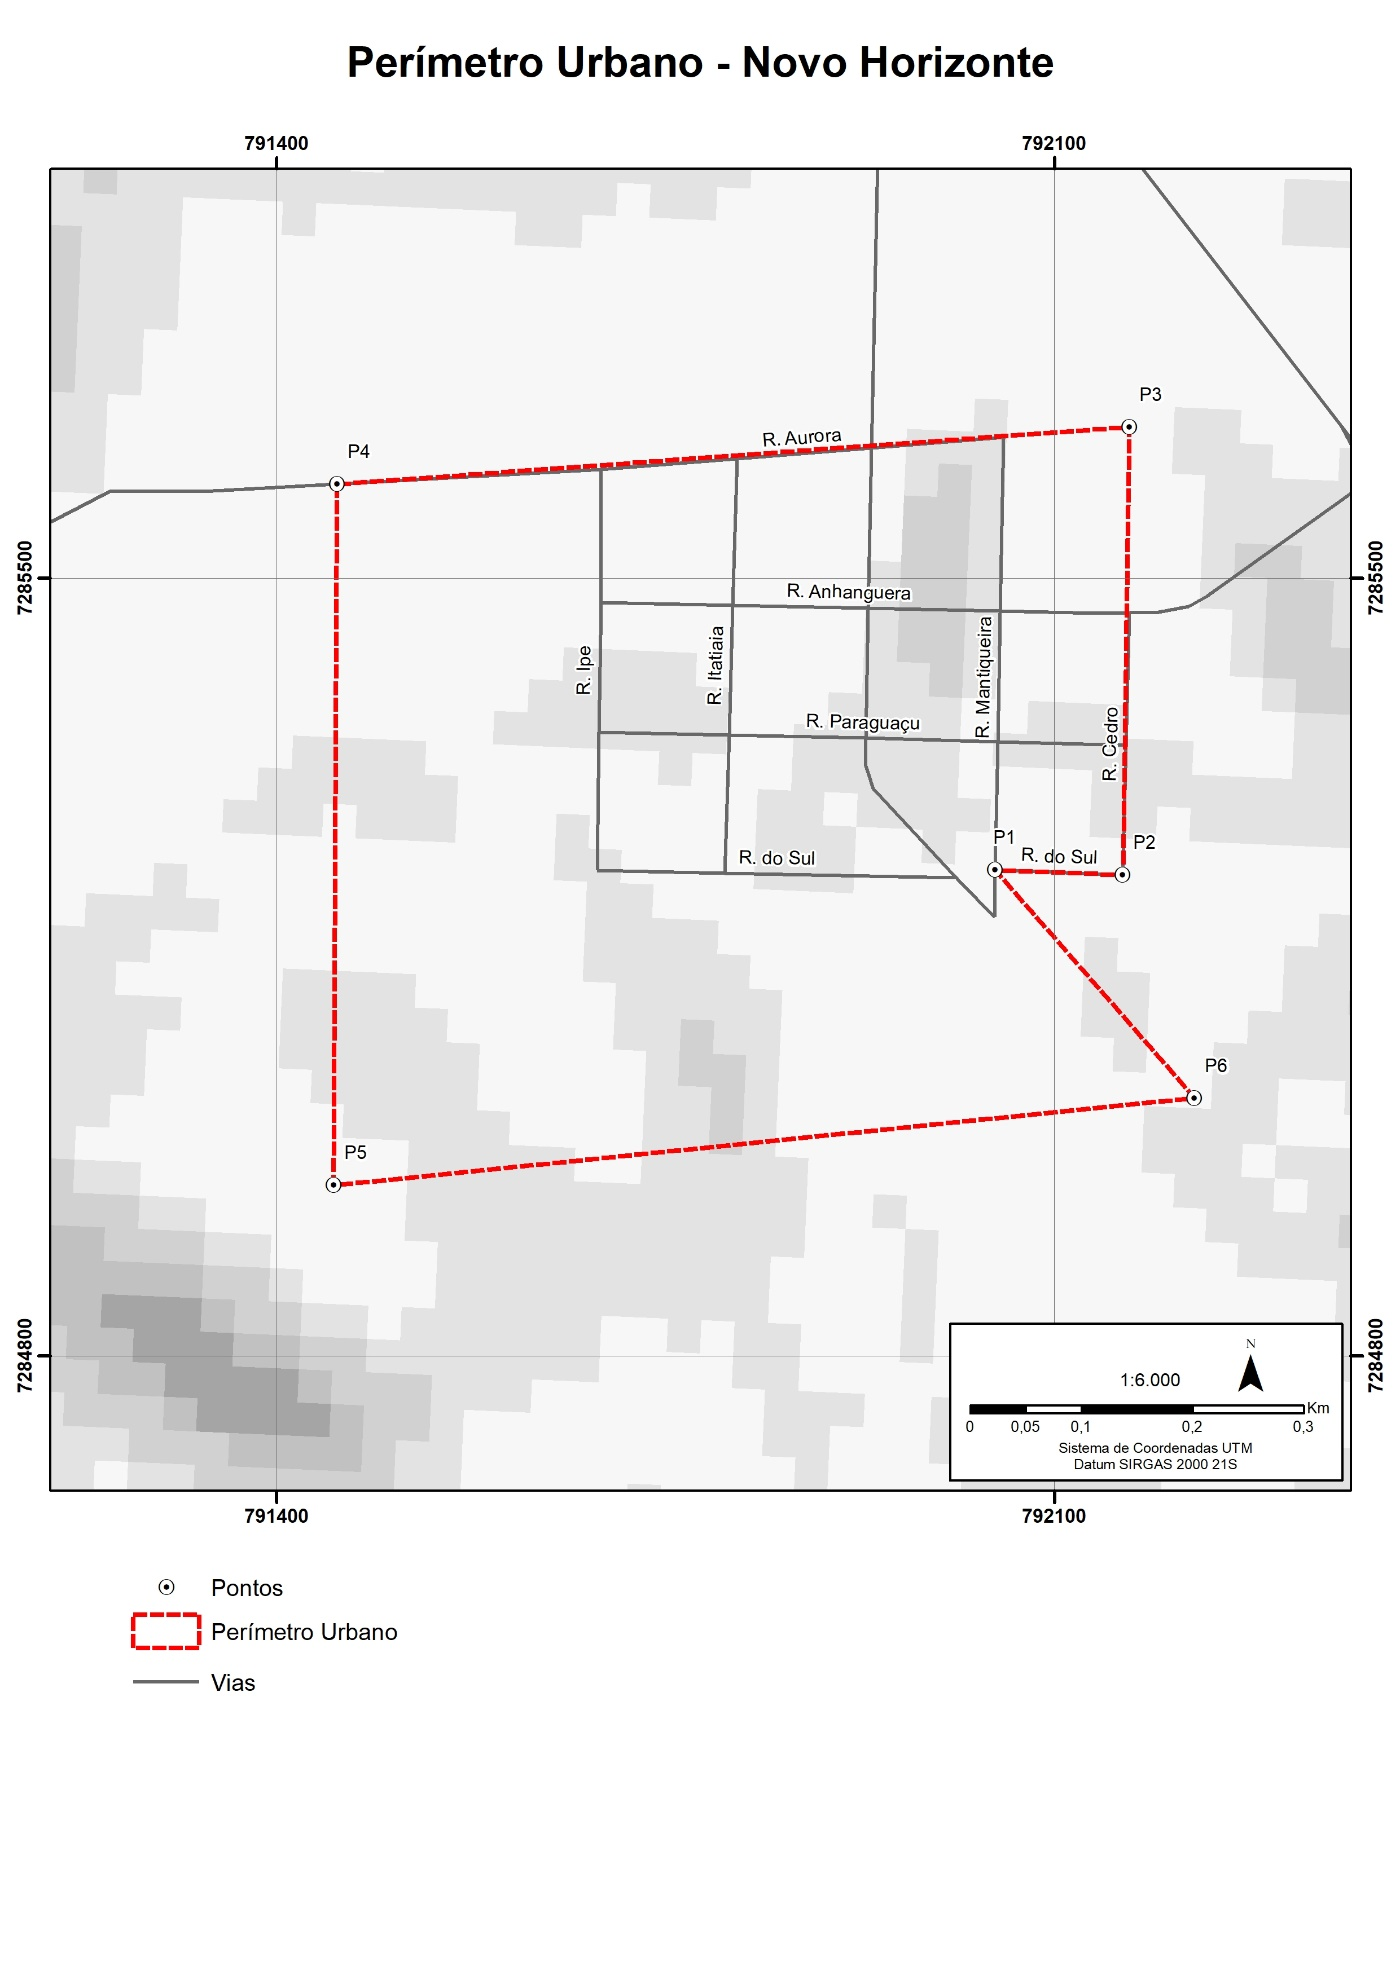 Perímetro Urbano - Novo Horizonte
791400
792100
P3
P4
R. Aurora
7285500
7285500
R. Anhanguera
R. Ipe
R. Itatiaia
R. Mantiqueira
R. Paraguaçu
R. Cedro
P1
P2
R. do Sul
R. do Sul
P6
P5
7284800
7284800
N
1:6.000
Km
0 0,05 0,1 0,2 0,3
Sistema de Coordenadas UTM
Datum SIRGAS 2000 21S
791400
792100
Pontos
Perímetro Urbano
Vias